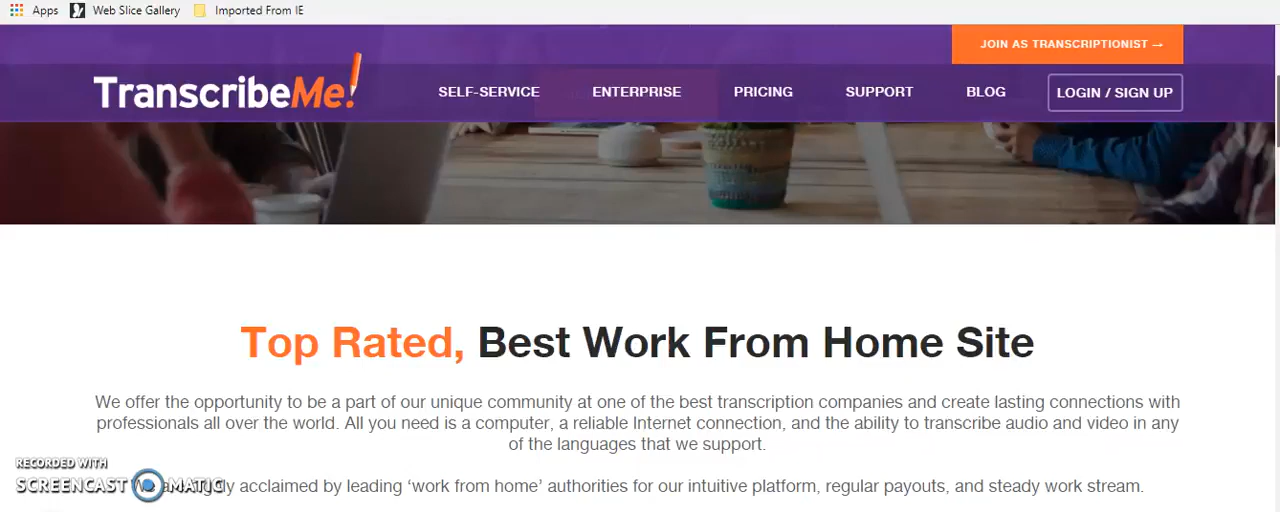 Apps Web Slice Gallery Imported From IE
JOIN AS TRANSCRIPTIONIST →
TranscribeMe!
SELF-SERVICE ENTERPRISE PRICING SUPPORT BLOG LOGIN / SIGN UP
Top Rated, Best Work From Home Site
We offer the opportunity to be a part of our unique community at one of the best transcription companies and create lasting connections with
professionals all over the world. All you need is a computer, a reliable Internet connection, and the ability to transcribe audio and video in any
of the languages that we support.
RECORDED WITH
SCREENCAST MATIC
acclaimed by leading ‘work from home’ authorities for our intuitive platform, regular payouts, and steady work stream.